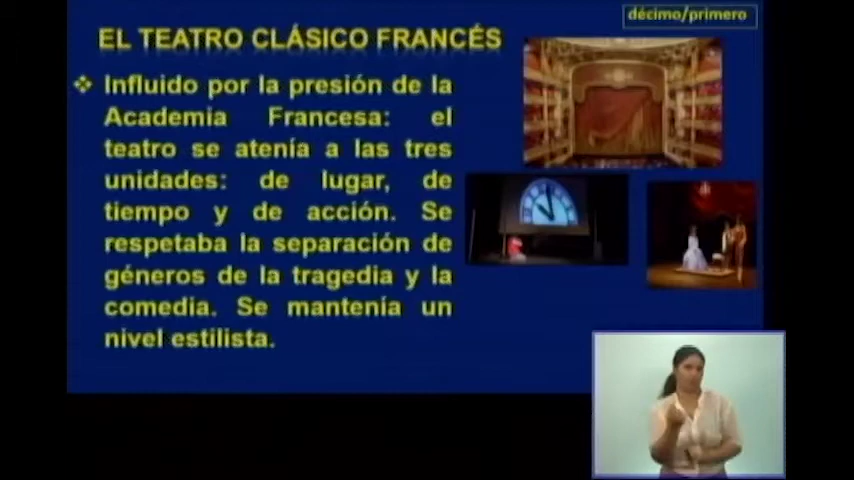 décimo/primero
EL TEATRO CLÁSICO FRANCÉS
Influido por la presión de la
Academia Francesa: el
teatro se atenía a las tres
unidades: de lugar, de
tiempo y de acción. Se
respetaba la separación de
géneros de la tragedia y la
comedia. Se mantenía un
nivel estilista.